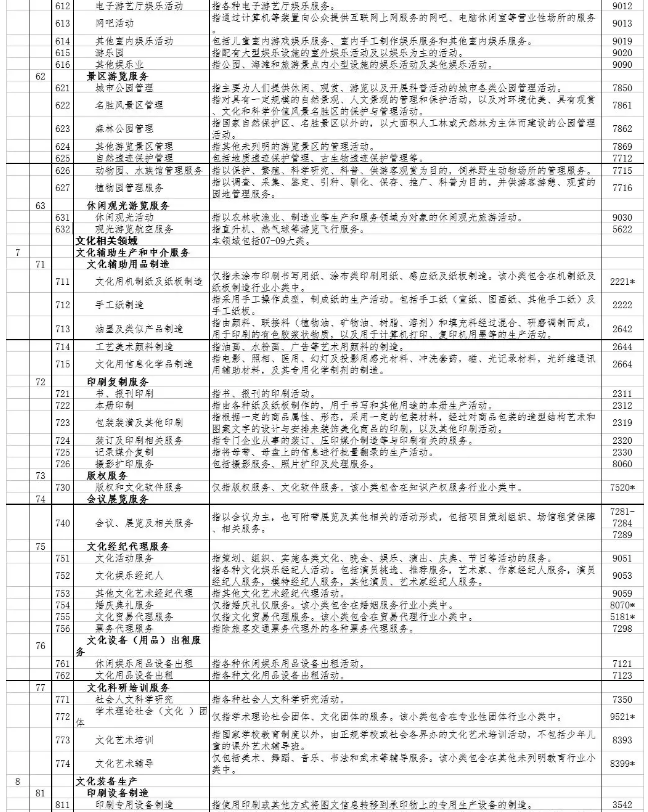 612 电子游艺厅娱乐活动 指各种电子游艺厅娱乐服务。 9012
613 网吧活动 指通过计算机等装置向公众提供互联网上网服务的网吧、电脑休闲室等营业性场所的服务 9013
。
614 其他室内娱乐活动 包括儿童室内游戏娱乐服务、室内手工制作娱乐服务和其他室内娱乐服务。 9019
615 游乐园 指配有大型娱乐设施的室外娱乐活动及以娱乐为主的活动。 9020
616 其他娱乐业 指公园、海滩和旅游景点内小型设施的娱乐活动及其他娱乐活动。 9090
62 景区游览服务
621 城市公园管理 指主要为人们提供休闲、观赏、游览以及开展科普活动的城市各类公园管理活动。 7850
622 名胜风景区管理 指对具有一定规模的自然景观、人文景观的管理和保护活动，以及对环境优美、具有观赏 7861
、文化和科学价值风景名胜区的保护与管理活动。
623 森林公园管理 指国家自然保护区、名胜景区以外的，以大面积人工林或天然林为主体而建设的公园管理 7862
活动。
624 其他游览景区管理 指其他未列明的游览景区的管理活动。 7869
625 自然遗迹保护管理 包括地质遗迹保护管理、古生物遗迹保护管理等。 7712
626 动物园、水族馆管理服务 指以保护、繁殖、科学研究、科普、供游客观赏为目的，饲养野生动物场所的管理服务。 7715
627 植物园管理服务 指以调查、采集、鉴定、引种、驯化、保存、推广、科普为目的，并供游客游憩、观赏的 7716
园地管理服务。
63 休闲观光游览服务
631 休闲观光活动 指以农林牧渔业、制造业等生产和服务领域为对象的休闲观光旅游活动。 9030
632 观光游览航空服务 指直升机、热气球等游览飞行服务。 5622
文化相关领域 本领域包括07-09大类。
7 文化辅助生产和中介服务
71 文化辅助用品制造
711 文化用机制纸及纸板制造 仅指未涂布印刷书写用纸、涂布类印刷用纸、感应纸及纸板制造。该小类包含在机制纸及 2221*
纸板制造行业小类中。
712 手工纸制造 指采用手工操作成型，制成纸的生产活动。包括手工纸（宣纸、国画纸、其他手工纸）及 2222
手工纸板。
713 油墨及类似产品制造 指由颜料、联接料（植物油、矿物油、树脂、溶剂）和填充料经过混合、研磨调制而成， 2642
用于印刷的有色胶浆状物质，以及用于计算机打印、复印机用墨等的生产活动。
714 工艺美术颜料制造 指油画、水粉画、广告等艺术用颜料的制造。 2644
715 文化用信息化学品制造 指电影、照相、医用、幻灯及投影用感光材料、冲洗套药，磁、光记录材料，光纤维通讯 2664
用辅助材料，及其专用化学制剂的制造。
72 印刷复制服务
721 书、报刊印刷 指书、报刊的印刷活动。 2311
722 本册印制 指由各种纸及纸板制作的，用于书写和其他用途的本册生产活动。 2312
723 包装装潢及其他印刷 指根据一定的商品属性、形态，采用一定的包装材料，经过对商品包装的造型结构艺术和 2319
图案文字的设计与安排来装饰美化商品的印刷，以及其他印刷活动。
724 装订及印刷相关服务 指专门企业从事的装订、压印媒介制造等与印刷有关的服务。 2320
725 记录媒介复制 指将母带、母盘上的信息进行批量翻录的生产活动。 2330
726 摄影扩印服务 包括摄影服务、照片扩印及处理服务。 8060
73 版权服务
730 版权和文化软件服务 仅指版权服务、文化软件服务。该小类包含在知识产权服务行业小类中。 7520*
74 会议展览服务
740 会议、展览及相关服务 指以会议为主，也可附带展览及其他相关的活动形式，包括项目策划组织、场馆租赁保障 7281-
、相关服务。 7284
7289
75 文化经纪代理服务
751 文化活动服务 指策划、组织、实施各类文化、晚会、娱乐、演出、庆典、节日等活动的服务。 9051
752 文化娱乐经纪人 指各种文化娱乐经纪人活动。包括演员挑选、推荐服务，艺术家、作家经纪人服务，演员 9053
经纪人服务，模特经纪人服务，其他演员、艺术家经纪人服务。
753 其他文化艺术经纪代理 指其他文化艺术经纪代理活动。 9059
754 婚庆典礼服务 仅指婚庆礼仪服务。该小类包含在婚姻服务行业小类中。 8070*
755 文化贸易代理服务 仅指文化贸易代理服务。该小类包含在贸易代理行业小类中。 5181*
756 票务代理服务 指除旅客交通票务代理外的各种票务代理服务。 7298
76 文化设备（用品）出租服
务
761 休闲娱乐用品设备出租 指各种休闲娱乐用品设备出租活动。 7121
762 文化用品设备出租 指各种文化用品设备出租活动。 7123
77 文化科研培训服务
771 社会人文科学研究 指各种社会人文科学研究活动。 7350
772 学术理论社会（文化）团 仅指学术理论社会团体、文化团体的服务。该小类包含在专业性团体行业小类中。 9521*
体
773 文化艺术培训 指国家学校教育制度以外，由正规学校或社会各界办的文化艺术培训活动，不包括少年儿 8393
童的课外艺术辅导班。
774 文化艺术辅导 仅包括美术、舞蹈、音乐、书法和武术等辅导服务。该小类包含在其他未列明教育行业小 8399*
类中。
8 文化装备生产
81 印刷设备制造
811 印刷专用设备制造 指使用印刷或其他方式将图文信息转移到承印物上的专用生产设备的制造。 3542